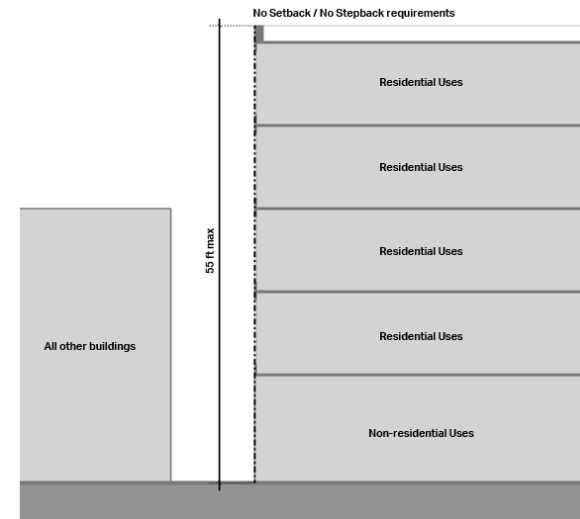 No Setback / No Stepback requirements
Residential Uses
Residential Uses
55 ft max
Residential Uses
Residential Uses
All other buildings
Non-residential Uses